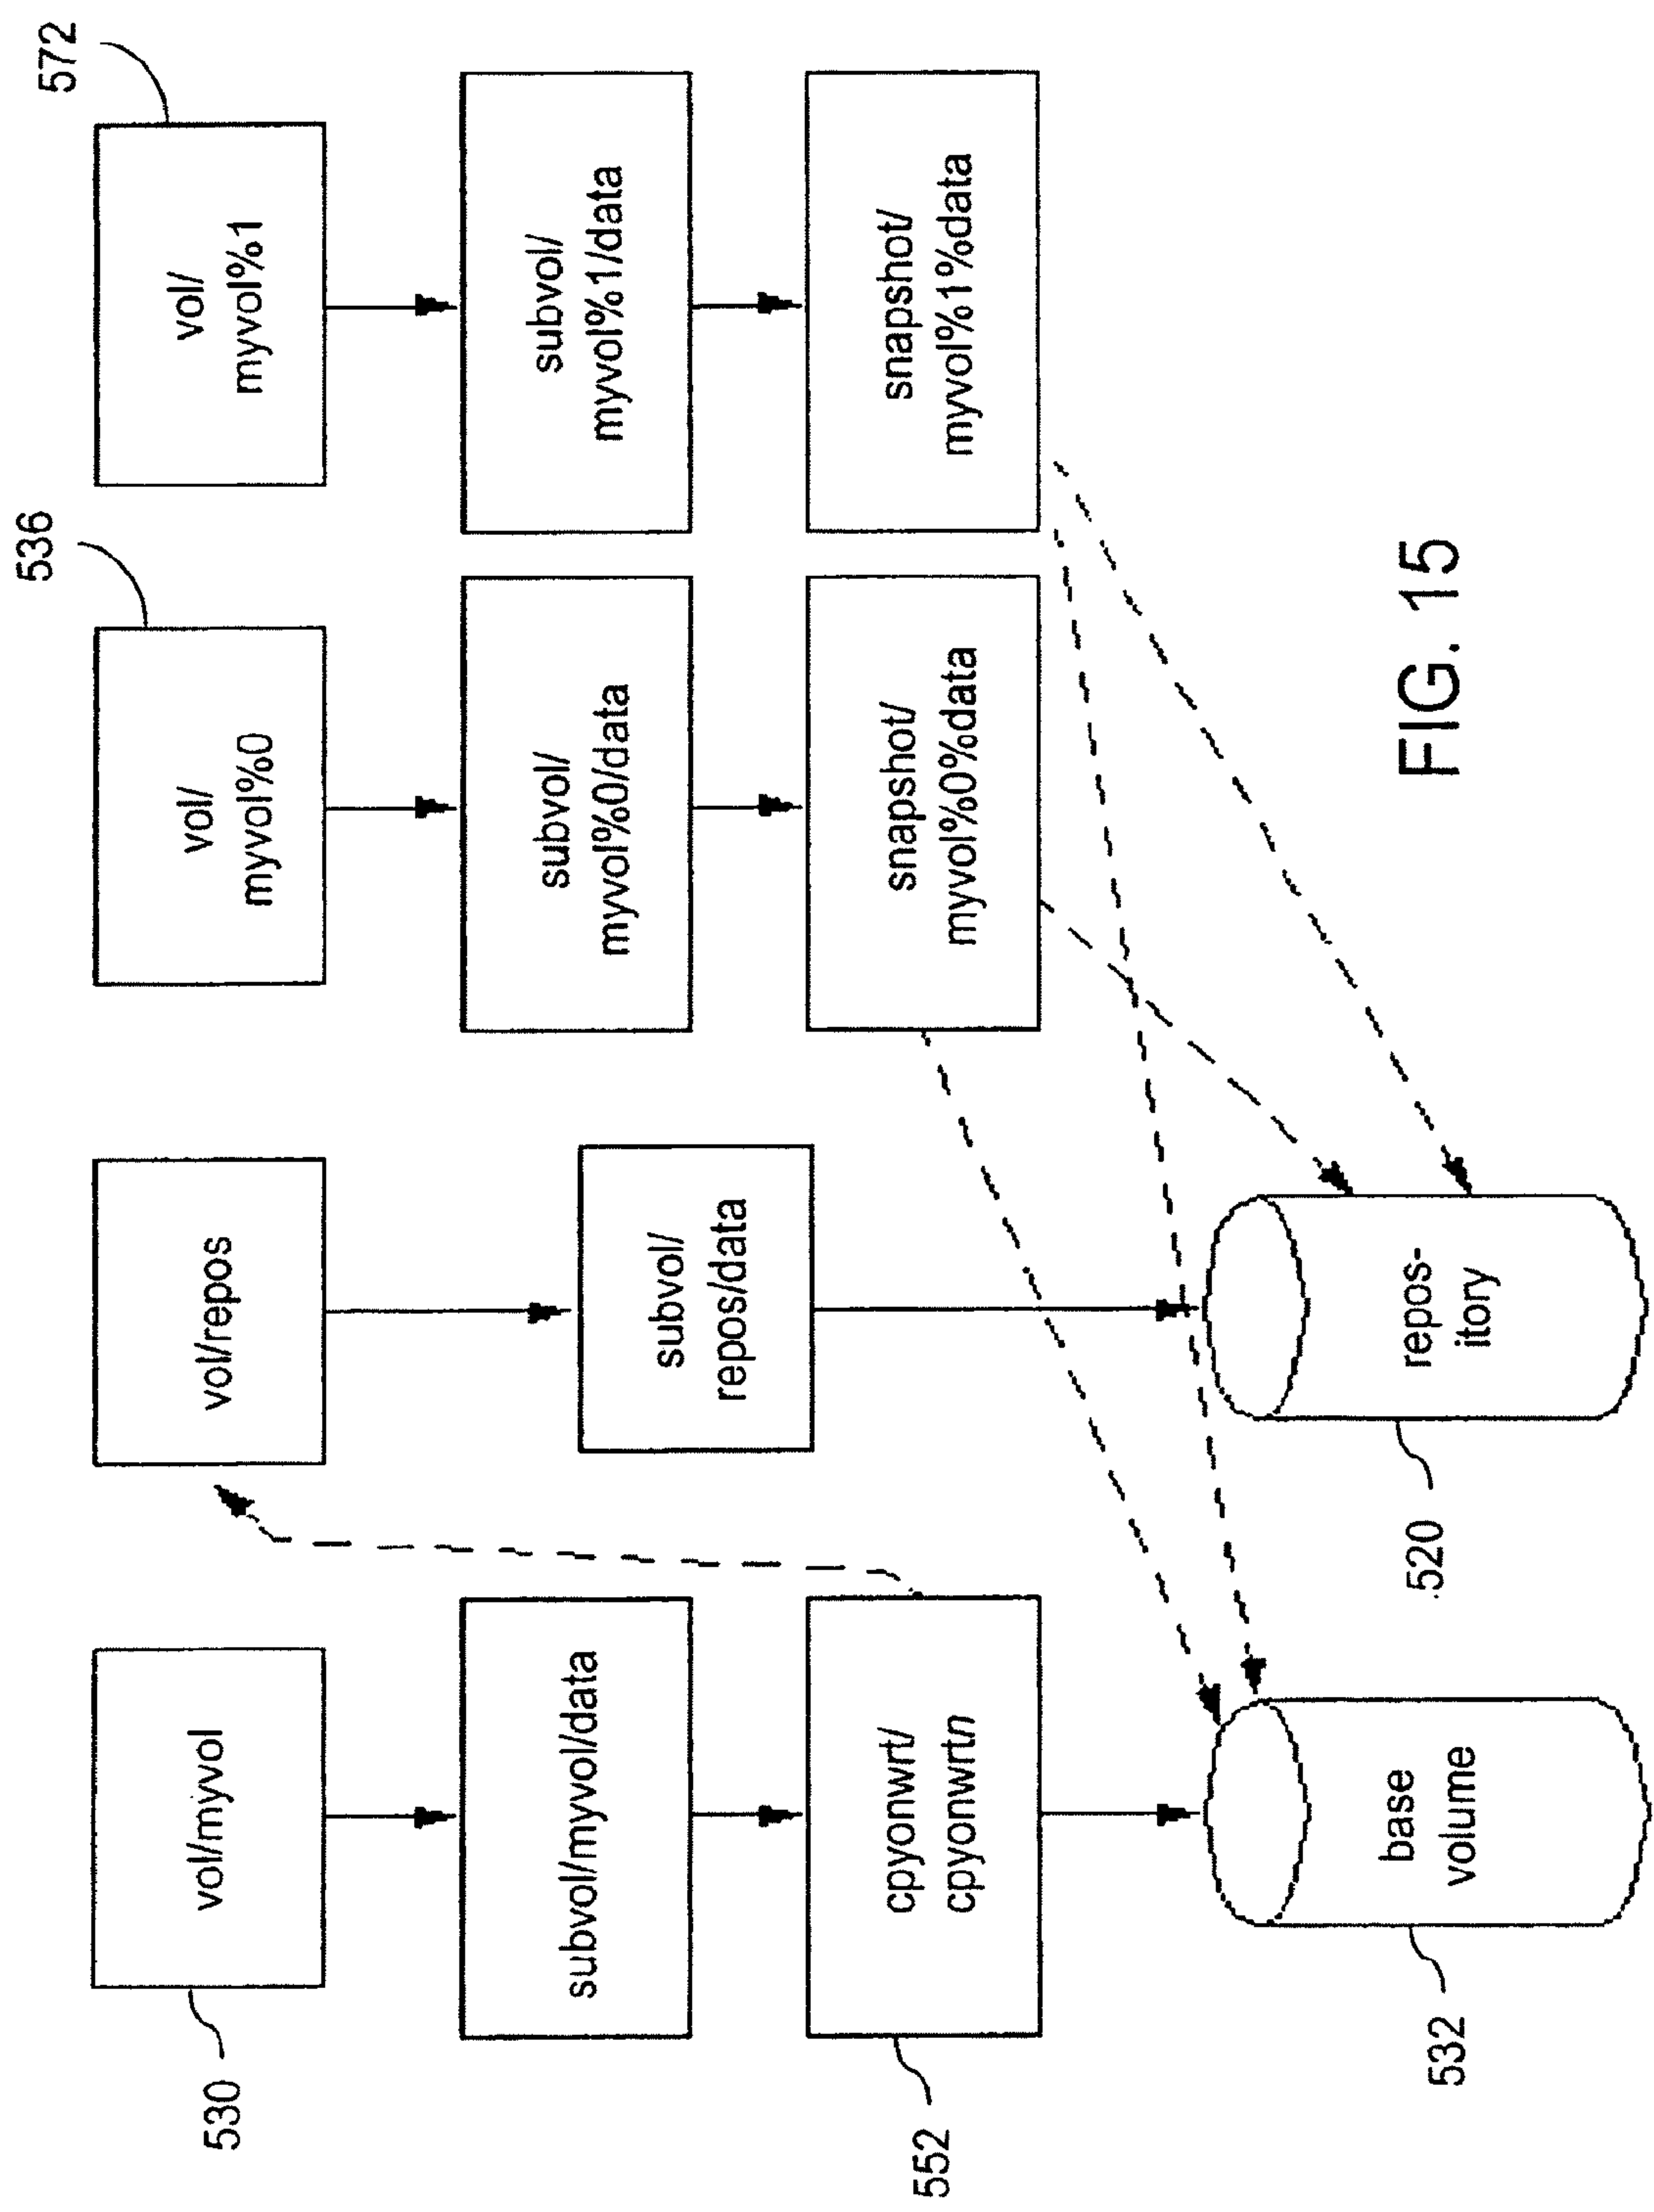 530
vol/myvol
vol/repos
536
vol/
myvol%0
572
vol/
myvol%1
subvol/myvol/data
subvol/
repos/data
subvol/
myvol%0/data
subvol/
myvol%1/data
552
cpyonwrt/
cpyonwrtn
snapshot/
myvol%0%data
snapshot/
myvol%1%data
532
base
volume
520
repos-
itory
FIG. 15